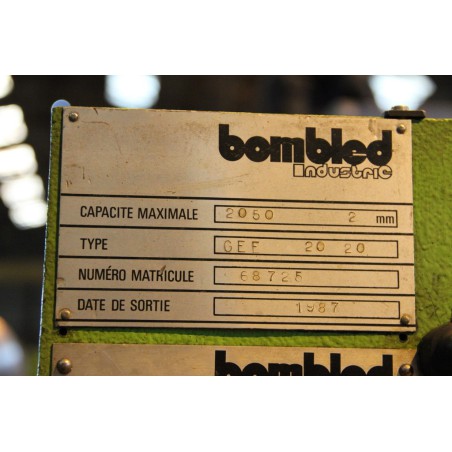 bombled
industrie
CAPACITE MAXIMALE 2050 2 mm
TYPE GEF 20 20
NUMÉRO MATRICULE 68725
DATE DE SORTIE 1987
bombled